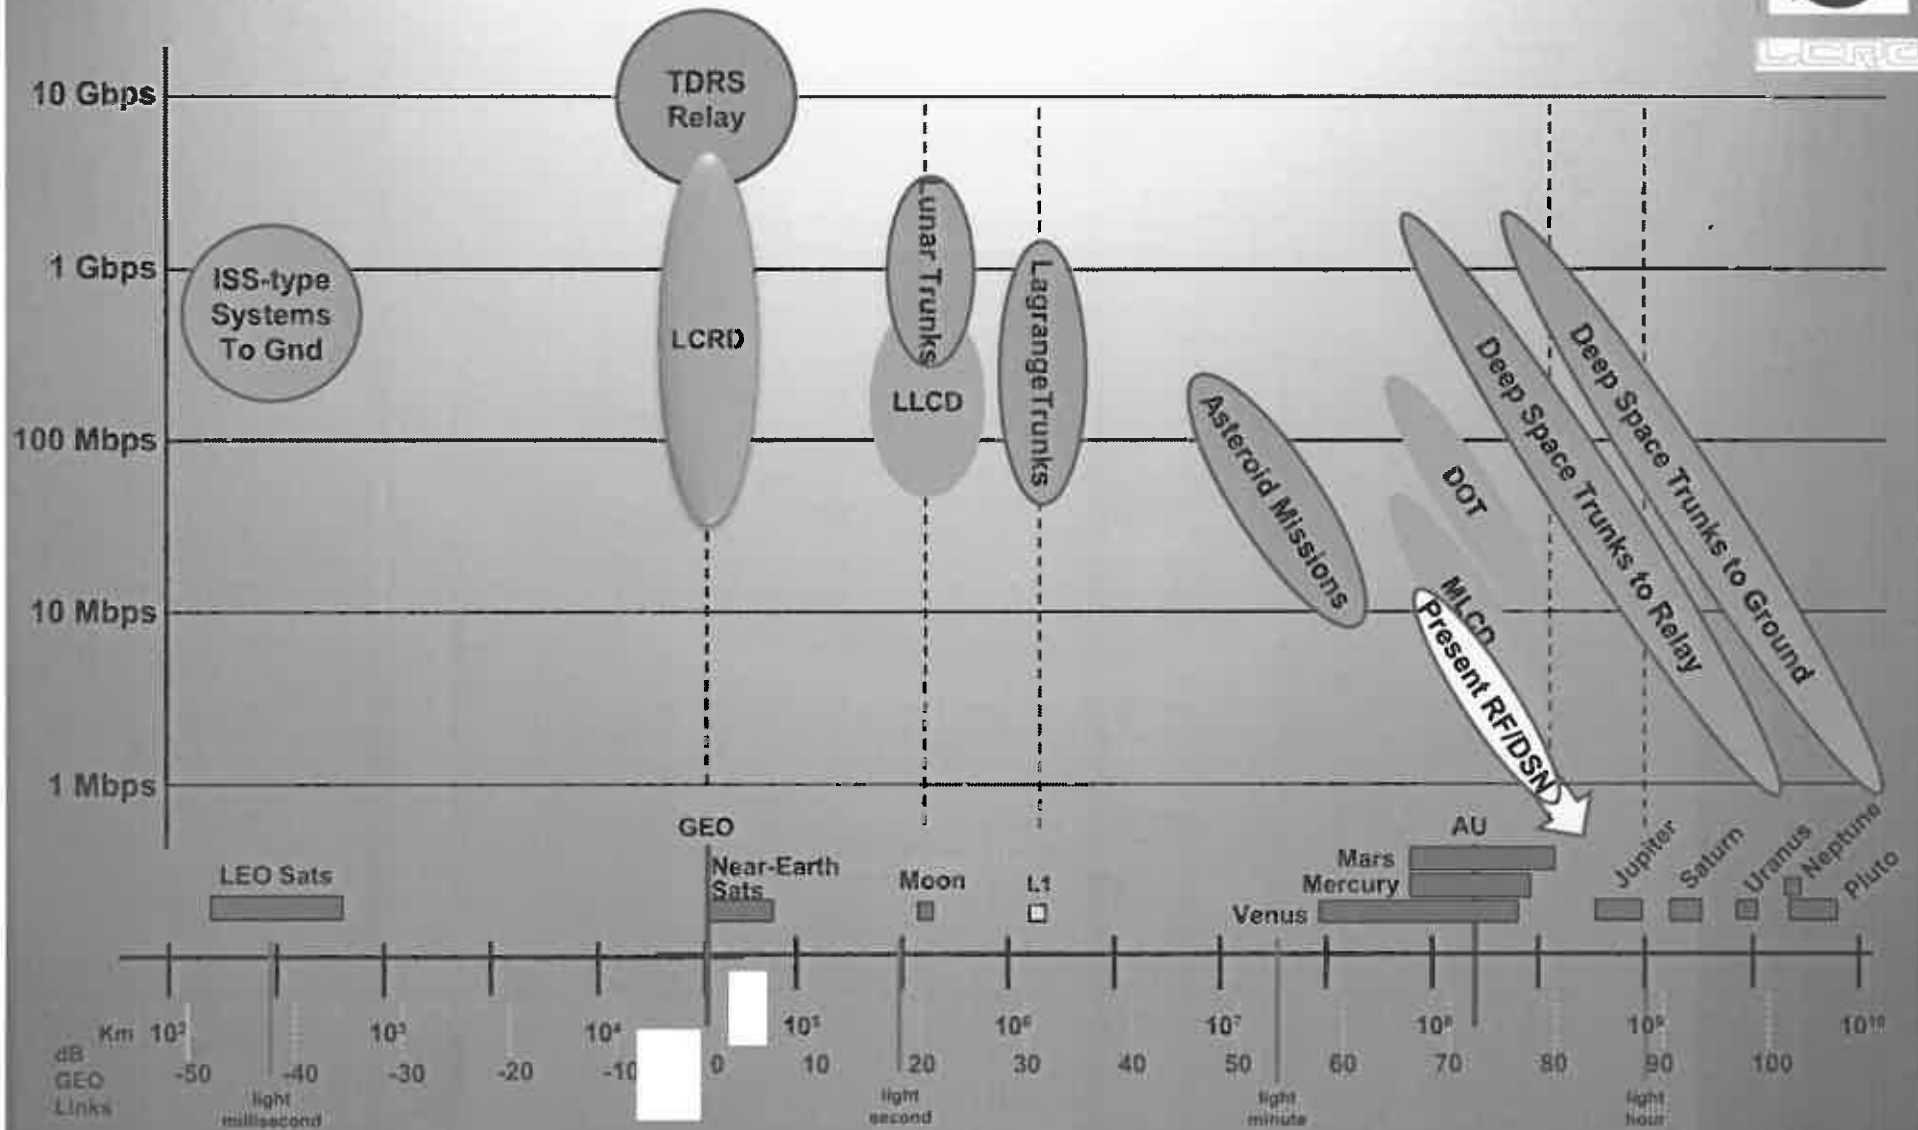 LCRD
10 Gbps
1 Gbps
100 Mbps
10 Mbps
1 Mbps
TDRS
Relay
ISS-type
Systems
To Gnd
LCRD
Lunar Trunks
LLCD
LagrangeTrunks
Asteroid Missions
DOT
MLCD
Present RF/DSN
Deep Space Trunks to Relay
Deep Space Trunks to Ground
GEO
AU
LEO Sats
Near-Earth
Sats
Moon
L1
Mars
Mercury
Venus
Jupiter
Saturn
Uranus
Neptune
Pluto
Km 10² 10³ 10⁴ 10⁵ 10⁶ 10⁷ 10⁸ 10⁹ 10¹⁰
dB
GEO
Links
-50 -40 -30 -20 -10 0 10 20 30 40 50 60 70 80 90 100
light
millisecond
light
second
light
minute
light
hour